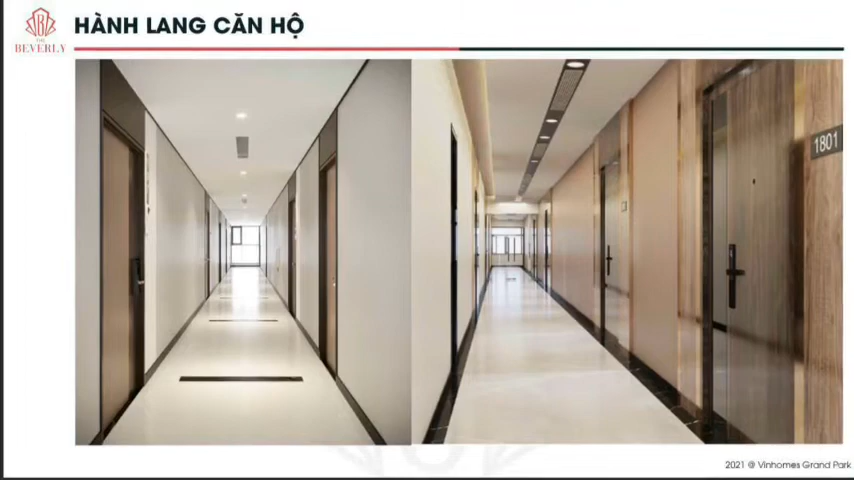 THE
BEVERLY
HÀNH LANG CĂN HỘ
1801
2021 @ Vinhomes Grand Park